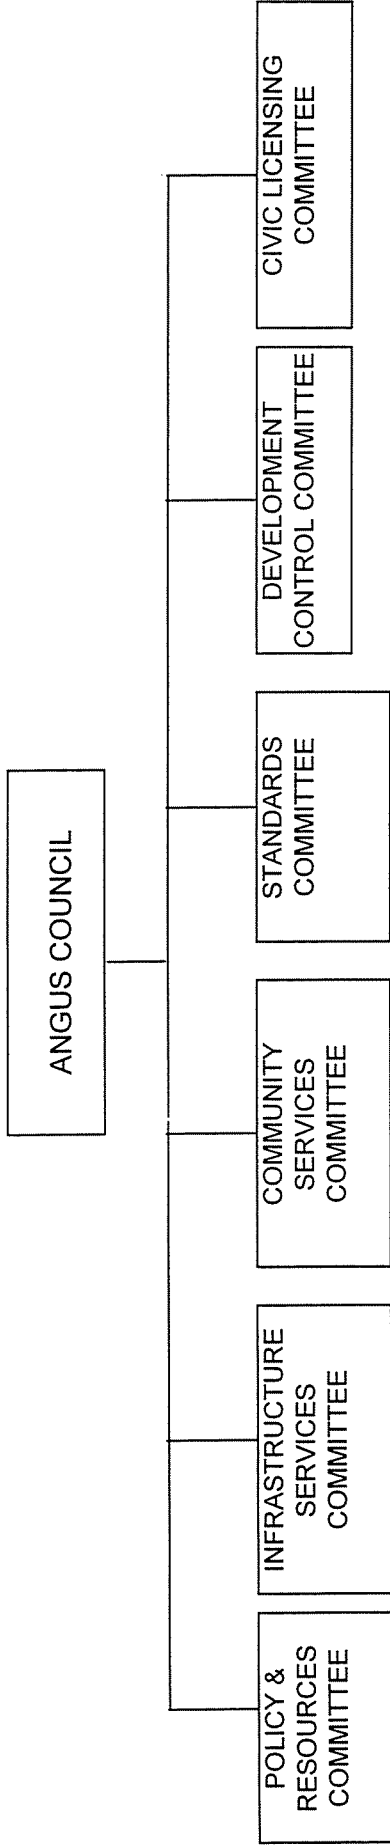 ANGUS COUNCIL
POLICY &
RESOURCES
COMMITTEE
INFRASTRUCTURE
SERVICES
COMMITTEE
COMMUNITY
SERVICES
COMMITTEE
STANDARDS
COMMITTEE
DEVELOPMENT
CONTROL COMMITTEE
CIVIC LICENSING
COMMITTEE